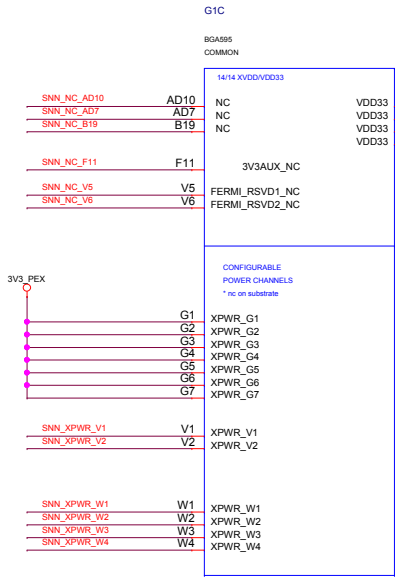 G1C
BGA595
COMMON
14/14 XVDD/VDD33
SNN_NC_AD10 AD10 NC VDD33
SNN_NC_AD7 AD7 NC VDD33
SNN_NC_B19 B19 NC VDD33
VDD33
SNN_NC_F11 F11 3V3AUX_NC
SNN_NC_V5 V5 FERMI_RSVD1_NC
SNN_NC_V6 V6 FERMI_RSVD2_NC
CONFIGURABLE
POWER CHANNELS
* nc on substrate
3V3_PEX
G1 XPWR_G1
G2 XPWR_G2
G3 XPWR_G3
G4 XPWR_G4
G5 XPWR_G5
G6 XPWR_G6
G7 XPWR_G7
SNN_XPWR_V1 V1 XPWR_V1
SNN_XPWR_V2 V2 XPWR_V2
SNN_XPWR_W1 W1 XPWR_W1
SNN_XPWR_W2 W2 XPWR_W2
SNN_XPWR_W3 W3 XPWR_W3
SNN_XPWR_W4 W4 XPWR_W4